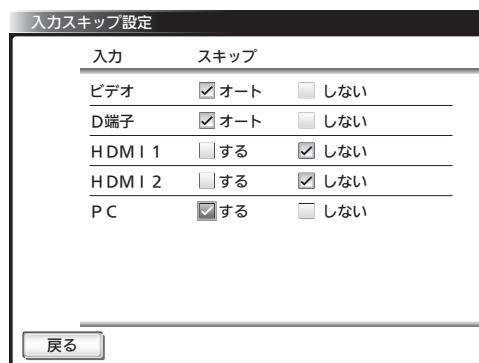 入力スキップ設定
入力 スキップ
ビデオ オート しない
D端子 オート しない
HDMI1 する しない
HDMI2 する しない
PC する しない
戻る